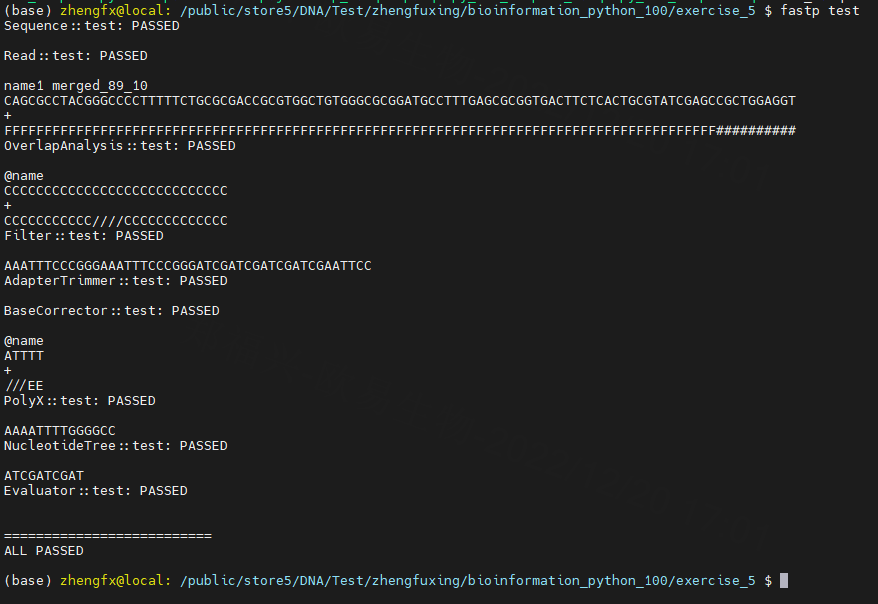 (base) zhengfx@local: /public/store5/DNA/Test/zhengfuxing/bioinformation_python_100/exercise_5 $ fastp test
Sequence::test: PASSED
Read::test: PASSED
name1 merged_89_10
CAGCGCCTACGGGCCCCTTTTTCTGCGCGACCGCGTGGCTGTGGGCGCGGATGCCTTTGAGCGCGGTGACTTCTCACTGCGTATCGAGCCGCTGGAGGT
+
FFFFFFFFFFFFFFFFFFFFFFFFFFFFFFFFFFFFFFFFFFFFFFFFFFFFFFFFFFFFFFFFFFFFFFFFFFFFFFFFFFFFFFFFF##########
OverlapAnalysis::test: PASSED
@name
CCCCCCCCCCCCCCCCCCCCCCCCCCCC
+
CCCCCCCCCCC////CCCCCCCCCCCCC
Filter::test: PASSED
AAATTTCCCGGGAAATTTCCCGGGATCGATCGATCGATCGAATTCC
AdapterTrimmer::test: PASSED
BaseCorrector::test: PASSED
@name
ATTTT
+
///EE
PolyX::test: PASSED
AAAATTTTGGGGCC
NucleotideTree::test: PASSED
ATCGATCGAT
Evaluator::test: PASSED
==========================
ALL PASSED
(base) zhengfx@local: /public/store5/DNA/Test/zhengfuxing/bioinformation_python_100/exercise_5 $